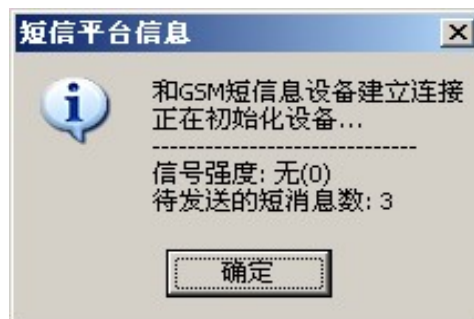 短信平台信息
和GSM短信息设备建立连接
正在初始化设备...
----------------------------
信号强度: 无(0)
待发送的短消息数: 3
确定